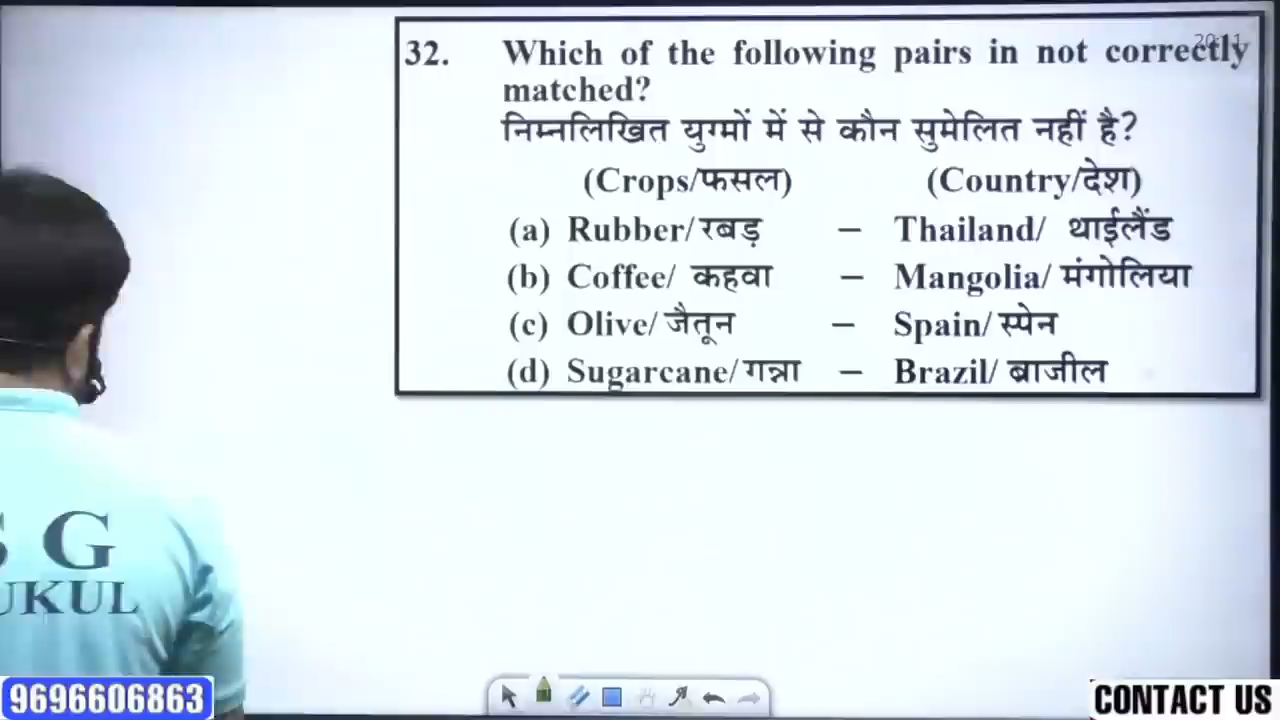 32. Which of the following pairs in not correctly
matched?
निम्नलिखित युग्मों में से कौन सुमेलित नहीं है?
(Crops/फसल) (Country/देश)
(a) Rubber/रबड़ – Thailand/ थाईलैंड
(b) Coffee/ कहवा – Mangolia/ मंगोलिया
(c) Olive/जैतून – Spain/स्पेन
(d) Sugarcane/गन्ना – Brazil/ ब्राजील
G
UKUL
9696606863
CONTACT US